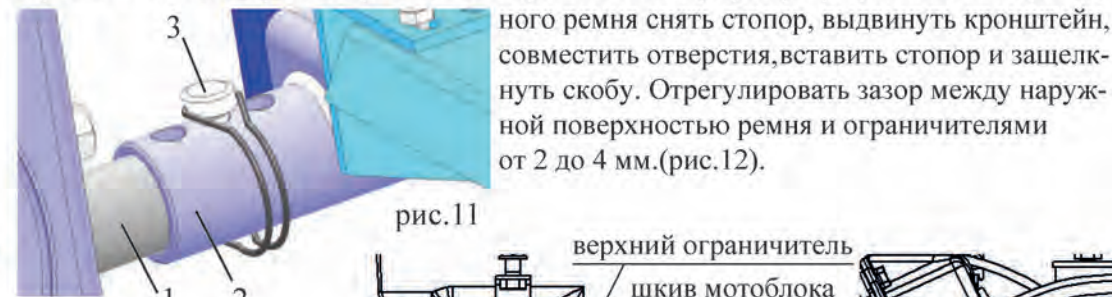 ного ремня снять стопор, выдвинуть кронштейн,
совместить отверстия,вставить стопор и защелк-
нуть скобу. Отрегулировать зазор между наруж-
ной поверхностью ремня и ограничителями
от 2 до 4 мм.(рис.12).
3
рис.11
верхний ограничитель
шкив мотоблока
1 2